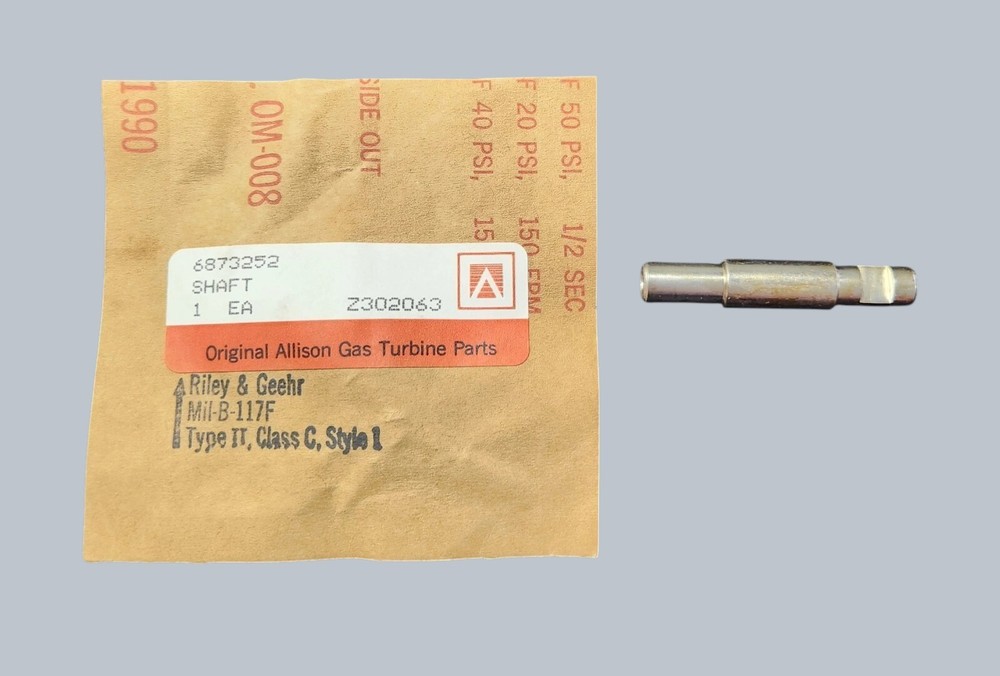 1990
. OM-008
SIDE OUT
F 40 PSI, 15
F 20 PSI, 150 FPM
F 50 PSI, 1/2 SEC
6873252
SHAFT
1 EA Z302063
A
Original Allison Gas Turbine Parts
Riley & Geehr
Mil-B-117F
Type II, Class C, Style 1